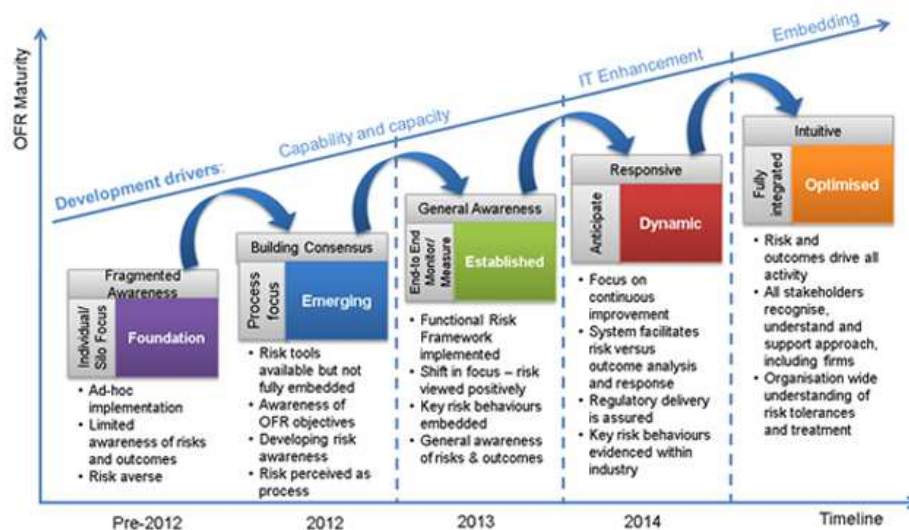 OFR Maturity
Development drivers:
Capability and capacity
IT Enhancement
Embedding
Fragmented
Awareness
Individual/
Silo Focus
Foundation
• Ad-hoc
implementation
• Limited
awareness of risks
and outcomes
• Risk averse
Building Consensus
Process
focus
Emerging
• Risk tools
available but not
fully embedded
• Awareness of
OFR objectives
• Developing risk
awareness
• Risk perceived as
process
General Awareness
End-to End
Monitor/
Measure
Established
• Functional Risk
Framework
implemented
• Shift in focus – risk
viewed positively
• Key risk behaviours
embedded
• General awareness
of risks & outcomes
Responsive
Anticipate
Dynamic
• Focus on
continuous
improvement
• System facilitates
risk versus
outcome analysis
and response
• Regulatory delivery
is assured
• Key risk behaviours
evidenced within
industry
Intuitive
Fully
integrated
Optimised
• Risk and
outcomes drive all
activity
• All stakeholders
recognise,
understand and
support approach,
including firms
• Organisation wide
understanding of
risk tolerances
and treatment
Pre-2012
2012
2013
2014
Timeline